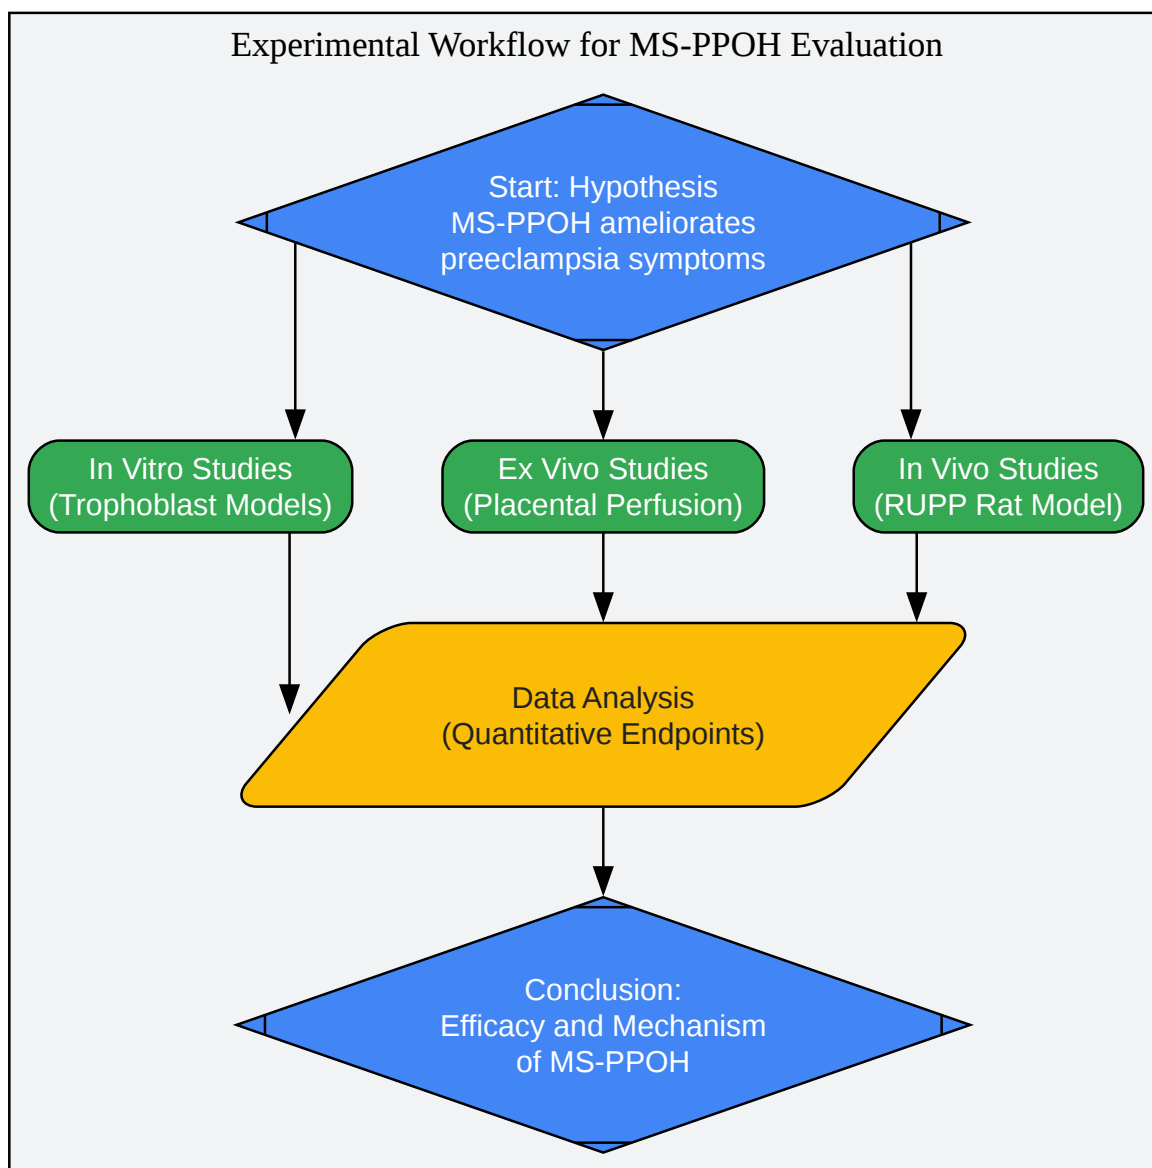 Experimental Workflow for MS-PPOH Evaluation
Start: Hypothesis
MS-PPOH ameliorates
preeclampsia symptoms
In Vitro Studies
(Trophoblast Models)
Ex Vivo Studies
(Placental Perfusion)
In Vivo Studies
(RUPP Rat Model)
Data Analysis
(Quantitative Endpoints)
Conclusion:
Efficacy and Mechanism
of MS-PPOH